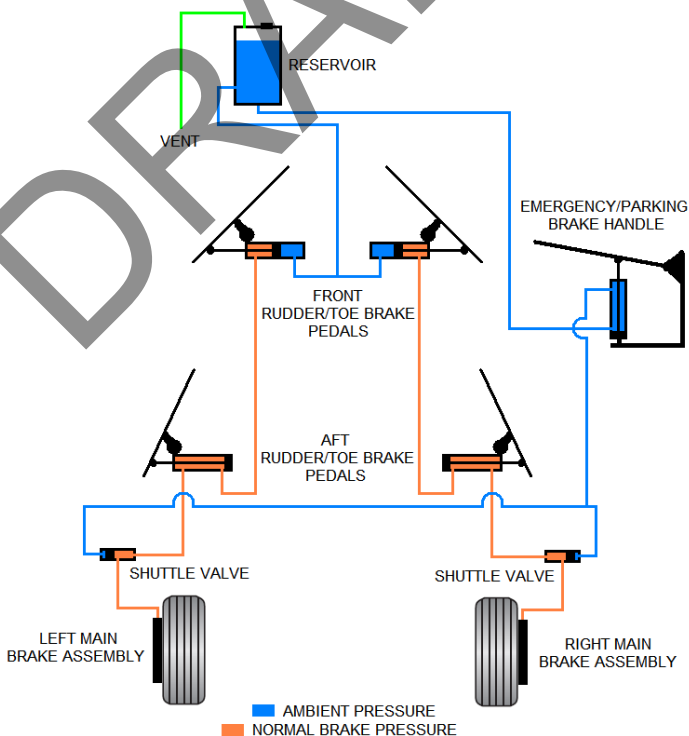 DRA
RESERVOIR
VENT
EMERGENCY/PARKING
BRAKE HANDLE
FRONT
RUDDER/TOE BRAKE
PEDALS
AFT
RUDDER/TOE BRAKE
PEDALS
SHUTTLE VALVE
SHUTTLE VALVE
LEFT MAIN
BRAKE ASSEMBLY
RIGHT MAIN
BRAKE ASSEMBLY
AMBIENT PRESSURE
NORMAL BRAKE PRESSURE